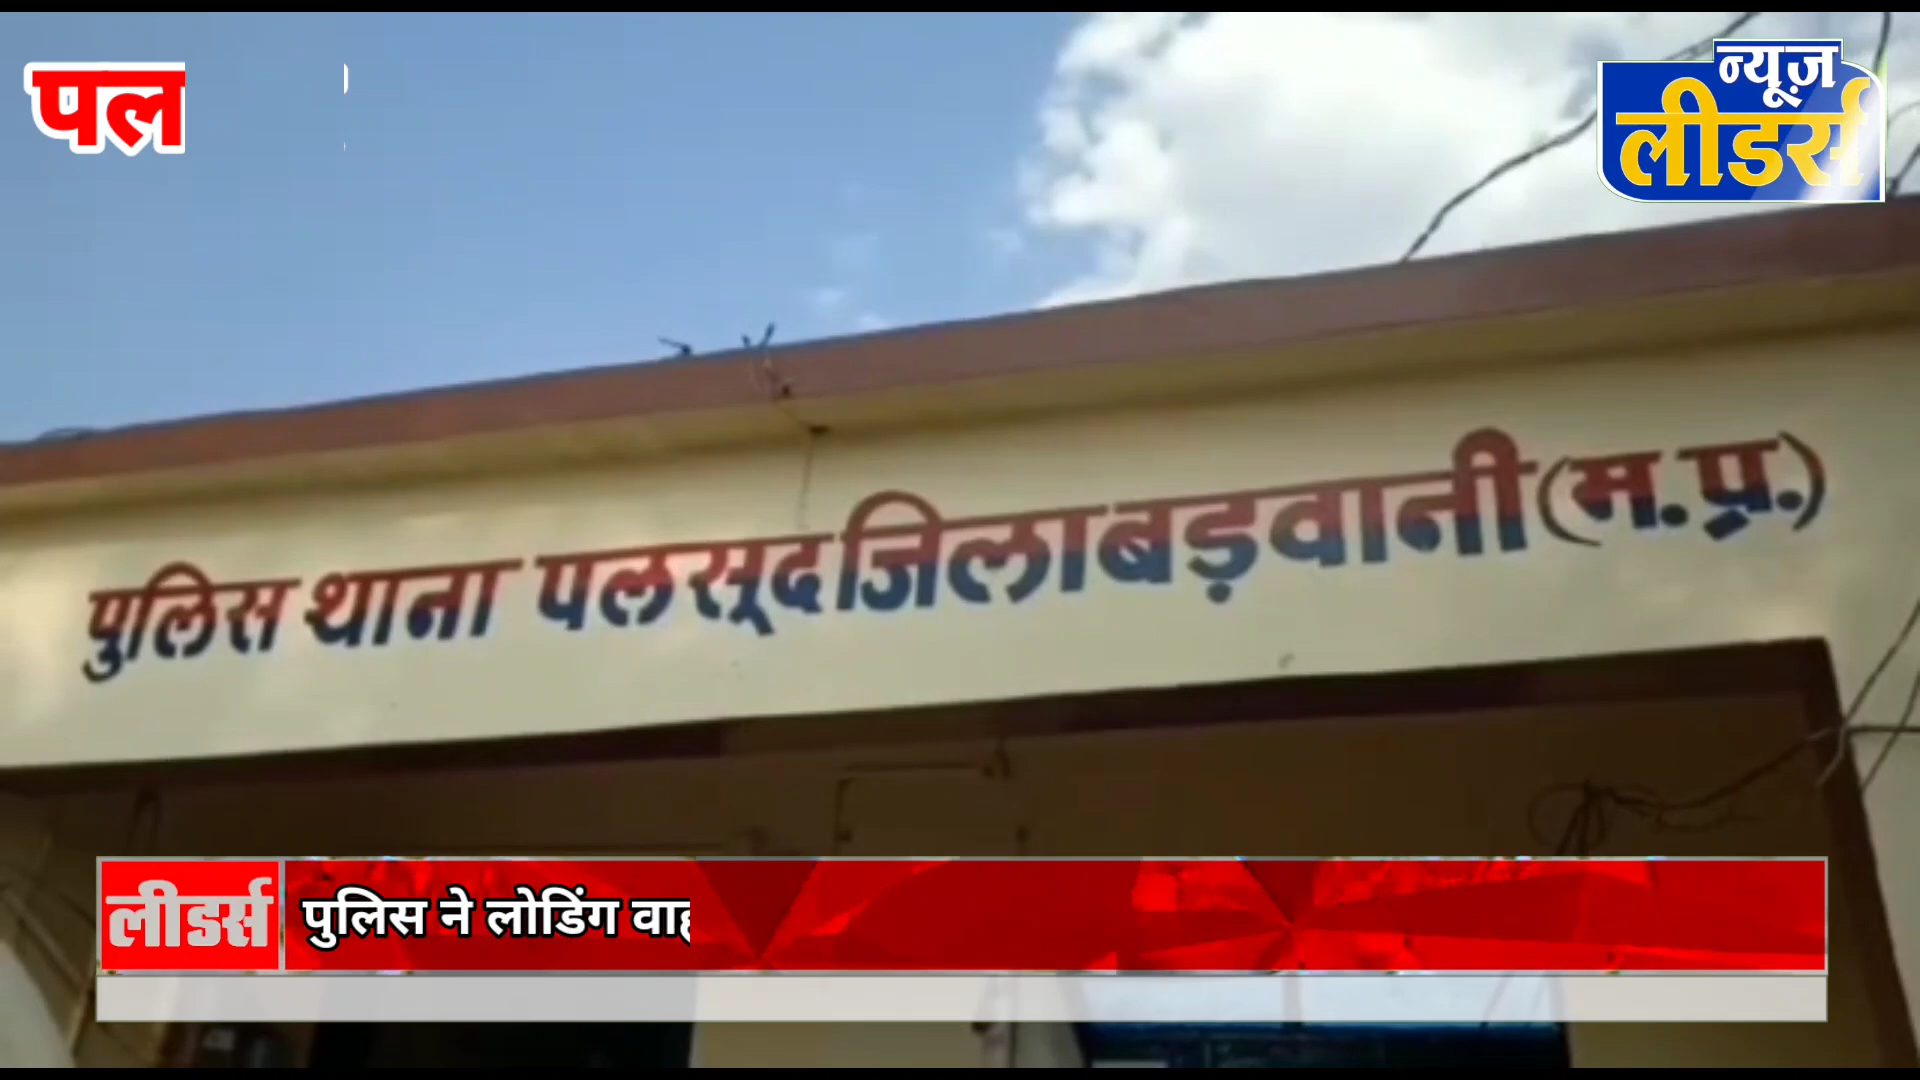 पल
न्यूज़
लीडर्स
पुलिस थाना पलसूद जिला बड़वानी (म.प्र.)
लीडर्स
पुलिस ने लोडिंग